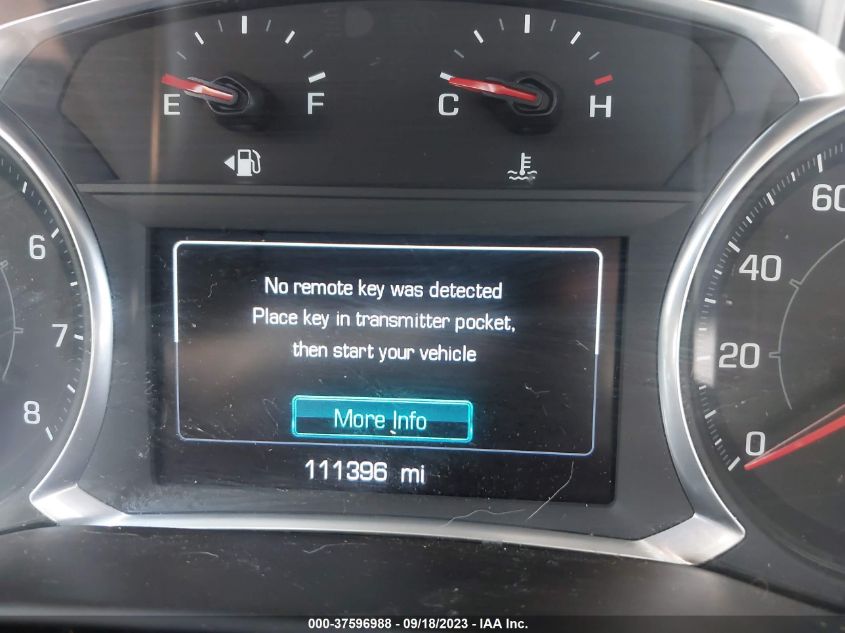 E F C H
6
7
8
60
40
20
0
No remote key was detected
Place key in transmitter pocket,
then start your vehicle
More Info
111396 mi
000-37596988 - 09/18/2023 - IAA Inc.